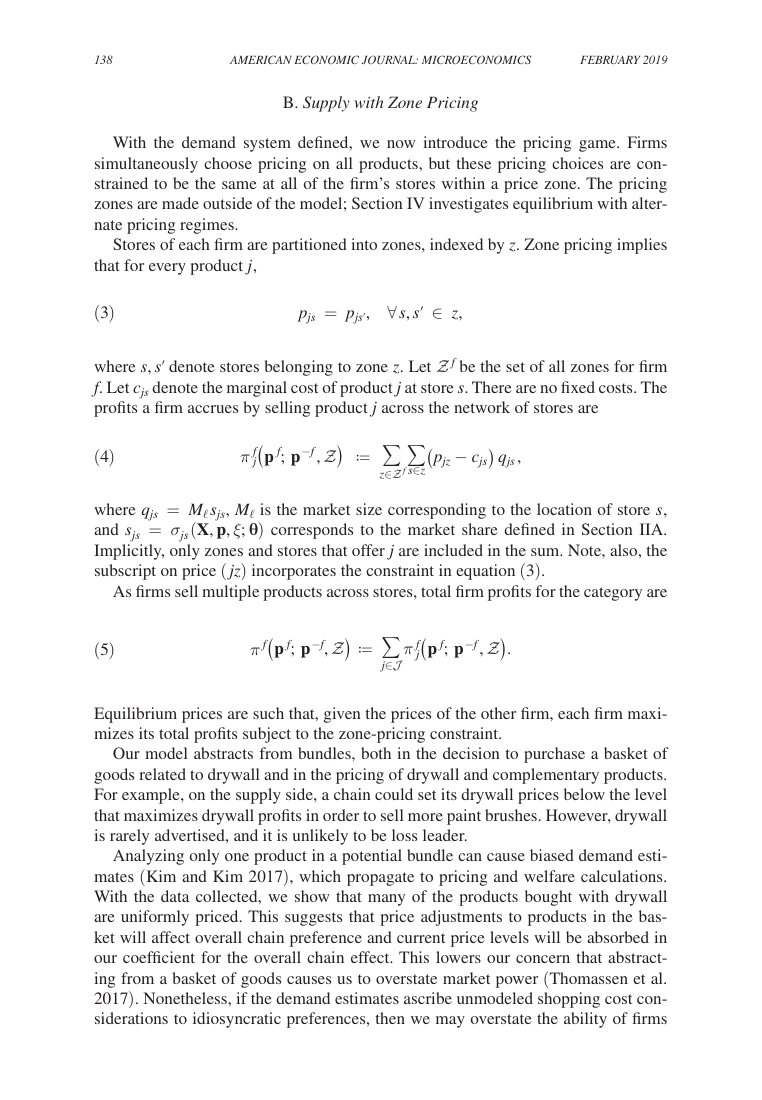 138 AMERICAN ECONOMIC JOURNAL: MICROECONOMICS FEBRUARY 2019
B. Supply with Zone Pricing
With the demand system defined, we now introduce the pricing game. Firms
simultaneously choose pricing on all products, but these pricing choices are con-
strained to be the same at all of the firm's stores within a price zone. The pricing
zones are made outside of the model; Section IV investigates equilibrium with alter-
nate pricing regimes.
Stores of each firm are partitioned into zones, indexed by z. Zone pricing implies
that for every product j,
(3) p_{js} = p_{js′}, ∀ s, s′ ∈ z,
where s, s′ denote stores belonging to zone z. Let 𝒵^f be the set of all zones for firm
f. Let c_{js} denote the marginal cost of product j at store s. There are no fixed costs. The
profits a firm accrues by selling product j across the network of stores are
(4) π_j^f(𝐩^f; 𝐩^{−f}, 𝒵) ≔ ∑_{z∈𝒵^f} ∑_{s∈z} (p_{jz} − c_{js}) q_{js},
where q_{js} = M_ℓ s_{js}, M_ℓ is the market size corresponding to the location of store s,
and s_{js} = σ_{js}(𝐗, 𝐩, ξ; 𝛉) corresponds to the market share defined in Section IIA.
Implicitly, only zones and stores that offer j are included in the sum. Note, also, the
subscript on price (jz) incorporates the constraint in equation (3).
As firms sell multiple products across stores, total firm profits for the category are
(5) π^f(𝐩^f; 𝐩^{−f}, 𝒵) ≔ ∑_{j∈𝒥} π_j^f(𝐩^f; 𝐩^{−f}, 𝒵).
Equilibrium prices are such that, given the prices of the other firm, each firm maxi-
mizes its total profits subject to the zone-pricing constraint.
Our model abstracts from bundles, both in the decision to purchase a basket of
goods related to drywall and in the pricing of drywall and complementary products.
For example, on the supply side, a chain could set its drywall prices below the level
that maximizes drywall profits in order to sell more paint brushes. However, drywall
is rarely advertised, and it is unlikely to be loss leader.
Analyzing only one product in a potential bundle can cause biased demand esti-
mates (Kim and Kim 2017), which propagate to pricing and welfare calculations.
With the data collected, we show that many of the products bought with drywall
are uniformly priced. This suggests that price adjustments to products in the bas-
ket will affect overall chain preference and current price levels will be absorbed in
our coefficient for the overall chain effect. This lowers our concern that abstract-
ing from a basket of goods causes us to overstate market power (Thomassen et al.
2017). Nonetheless, if the demand estimates ascribe unmodeled shopping cost con-
siderations to idiosyncratic preferences, then we may overstate the ability of firms